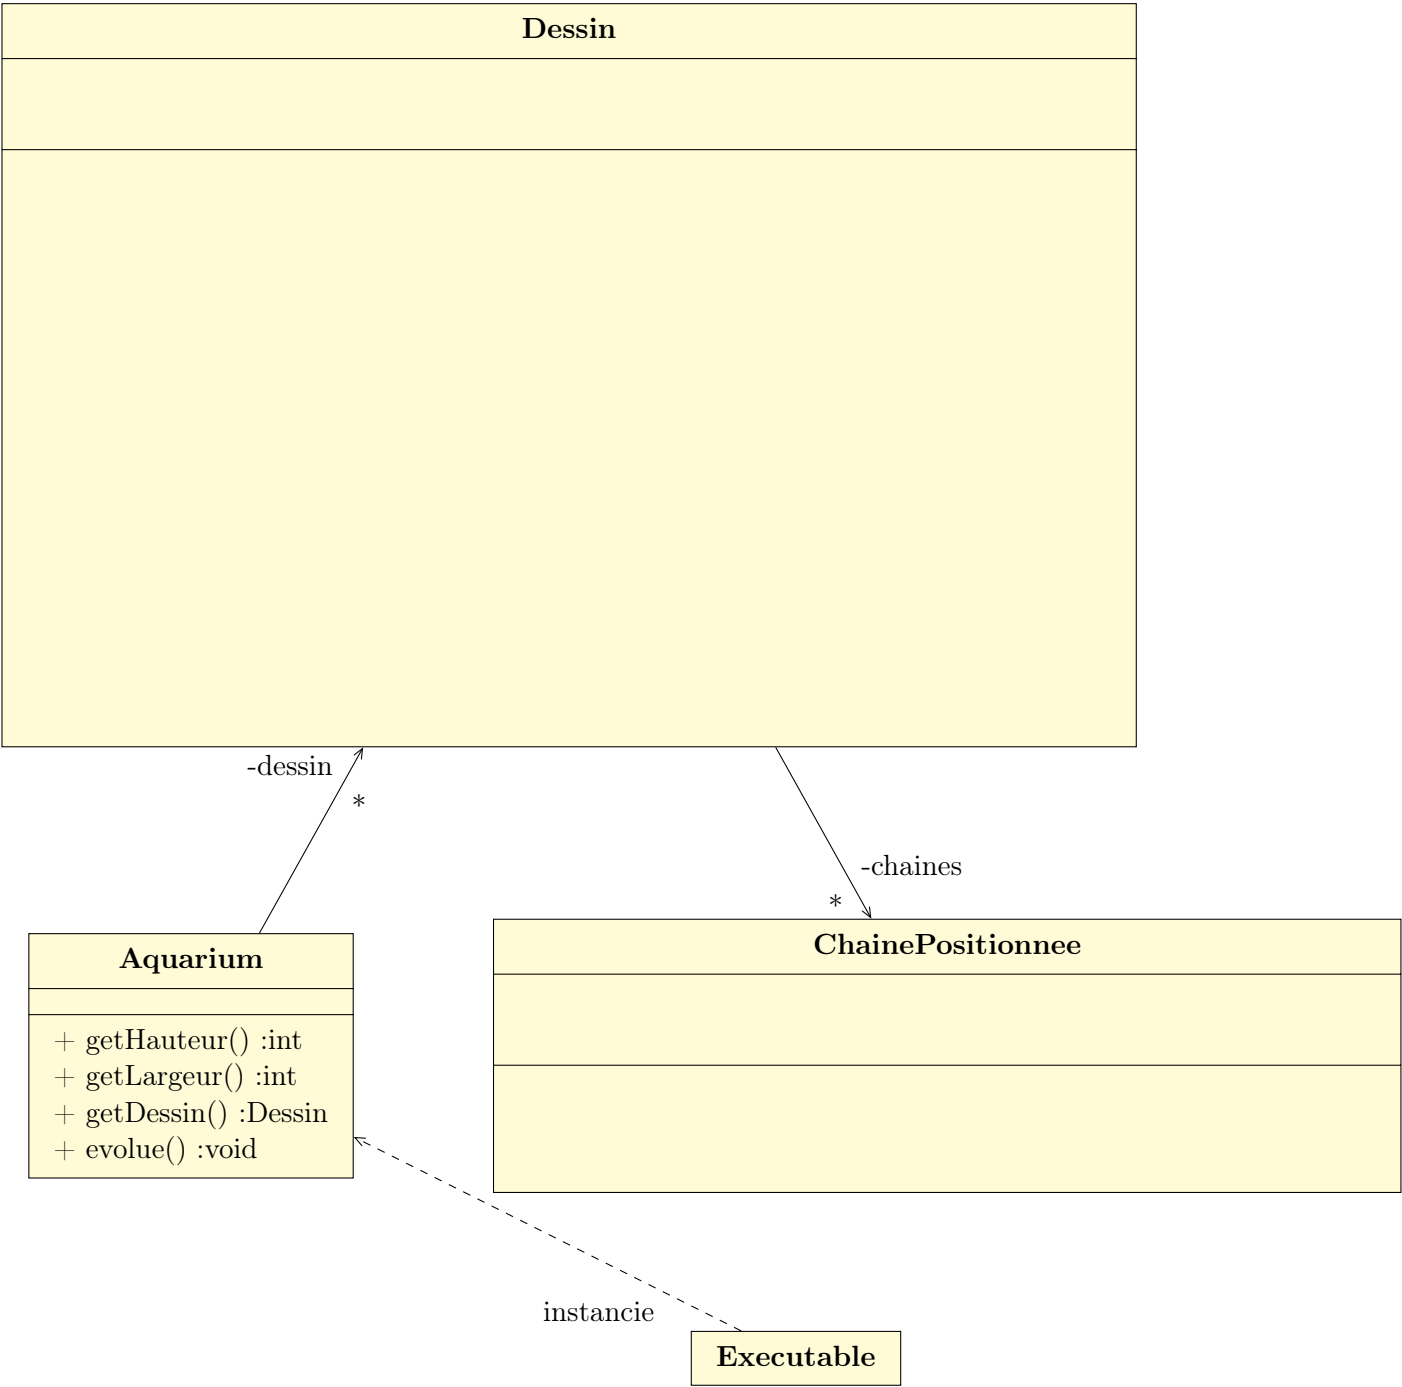 Dessin
-dessin
*
-chaines
*
Aquarium
+ getHauteur() :int
+ getLargeur() :int
+ getDessin() :Dessin
+ evolue() :void
ChainePositionnee
instancie
Executable